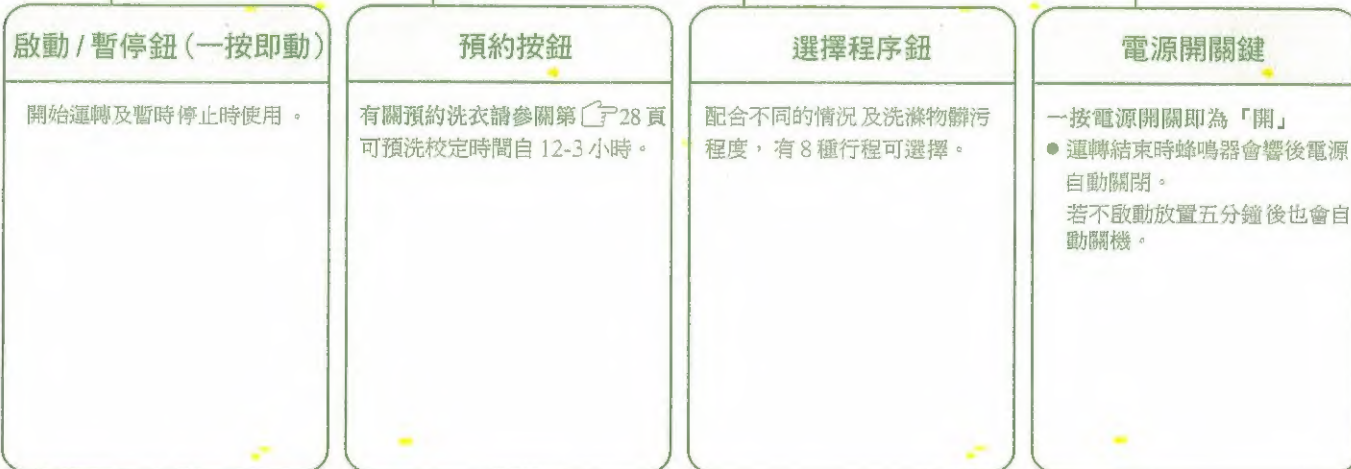 啟動 / 暫停鈕(一按即動)
開始運轉及暫時停止時使用。
預約按鈕
有關預約洗衣請參關第 28 頁
可預洗校定時間自 12-3 小時。
選擇程序鈕
配合不同的情況及洗滌物髒污
程度，有 8 種行程可選擇。
電源開關鍵
一按電源開關即為「開」
● 運轉結束時蜂鳴器會響後電源
自動關閉。
若不啟動放置五分鐘後也會自
動關機。